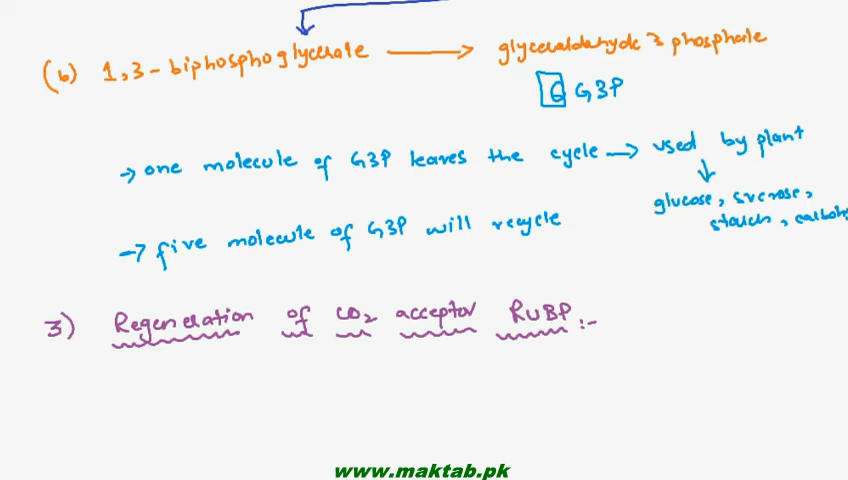 (b) 1,3-biphosphoglycerate → glyceraldehyde 3 phosphate
6 G3P
→ one molecule of G3P leaves the cycle → used by plant
↓
glucose, sucrose,
starch, carbohy
→ five molecule of G3P will recycle
3) Regeneration of CO₂ acceptor RUBP :-
www.maktab.pk